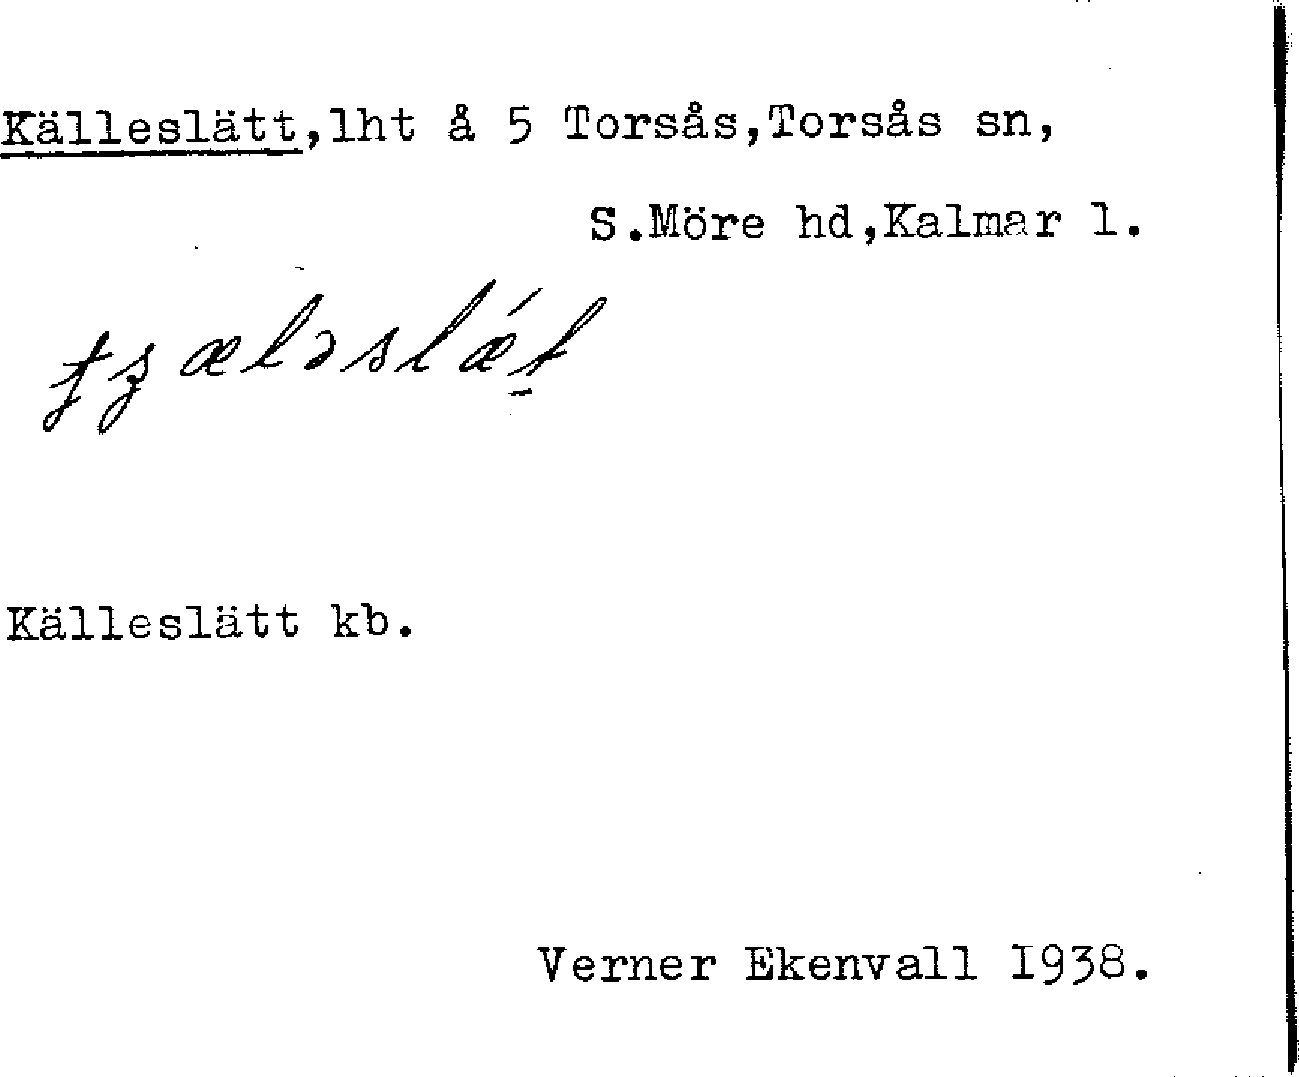 Källeslätt,lht å 5 Torsås,Torsås sn,
S.Möre hd,Kalmar l.
Källeslätt kb.
Verner Ekenvall 1938.